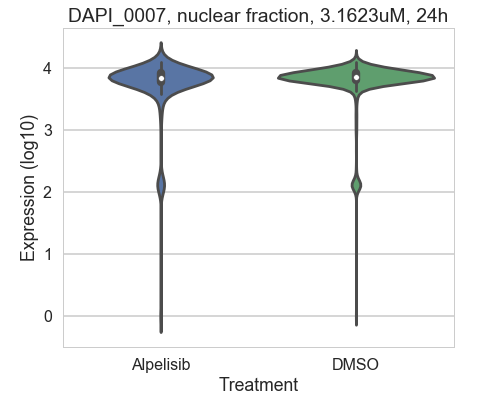 DAPI_0007, nuclear fraction, 3.1623uM, 24h
Expression (log10)
4
3
2
1
0
Alpelisib DMSO
Treatment